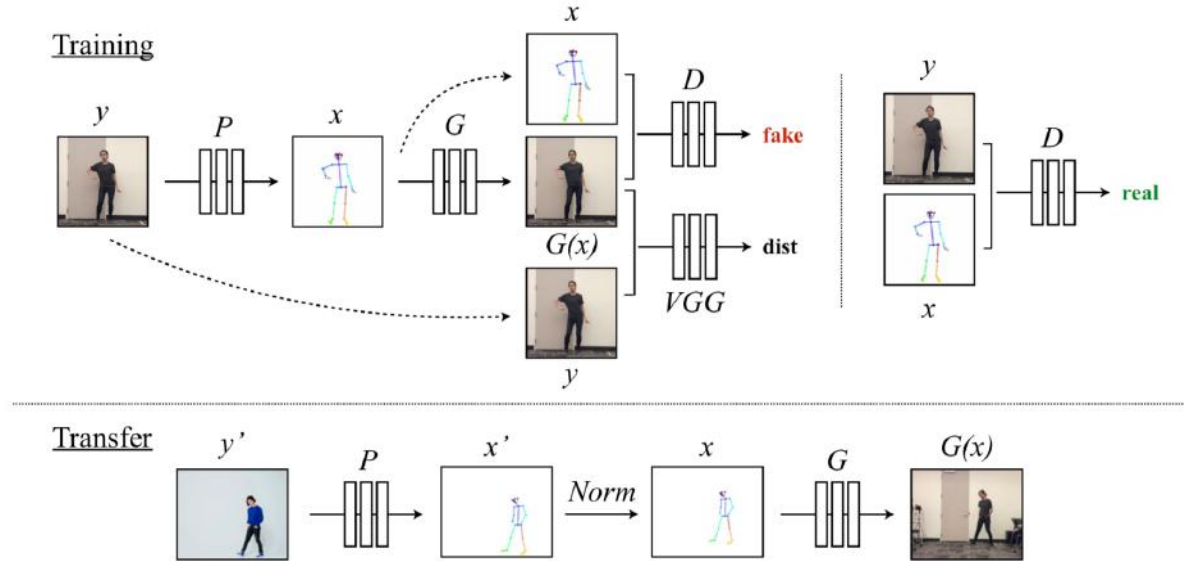 Training
x
y
P
x
G
D
fake
G(x)
VGG
dist
y
y
D
real
x
Transfer
y’
P
x’
Norm
x
G
G(x)